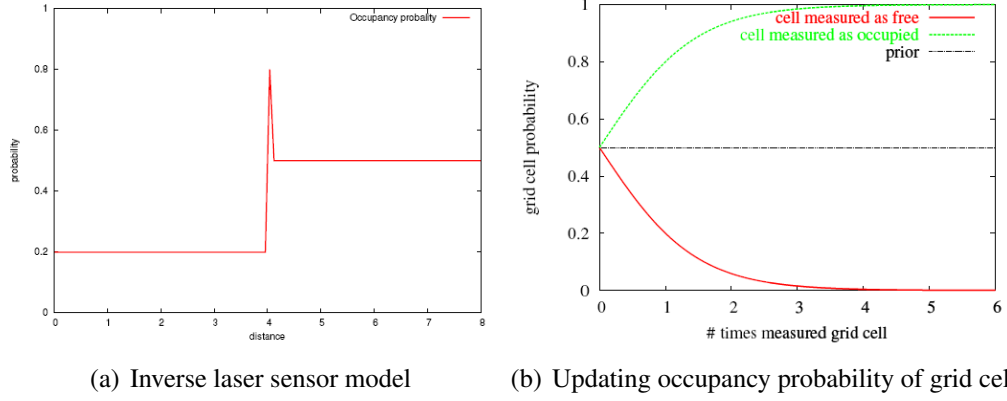 Occupancy probality
1
0.8
0.6
0.4
0.2
0
0 1 2 3 4 5 6 7 8
probability
distance
(a) Inverse laser sensor model
cell measured as free
cell measured as occupied
prior
1
0.8
0.6
0.4
0.2
0
0 1 2 3 4 5 6
grid cell probability
# times measured grid cell
(b) Updating occupancy probability of grid cel